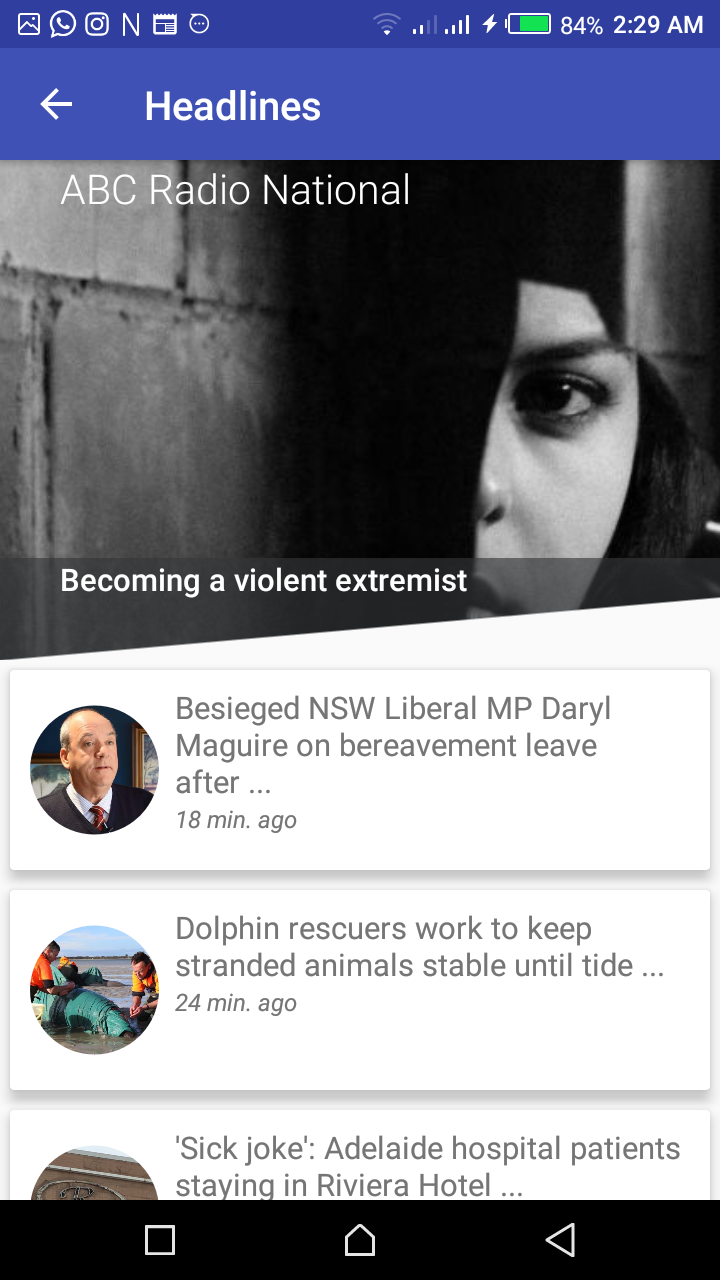 84% 2:29 AM
Headlines
ABC Radio National
Becoming a violent extremist
Besieged NSW Liberal MP Daryl
Maguire on bereavement leave
after ...
18 min. ago
Dolphin rescuers work to keep
stranded animals stable until tide ...
24 min. ago
'Sick joke': Adelaide hospital patients
staying in Riviera Hotel ...